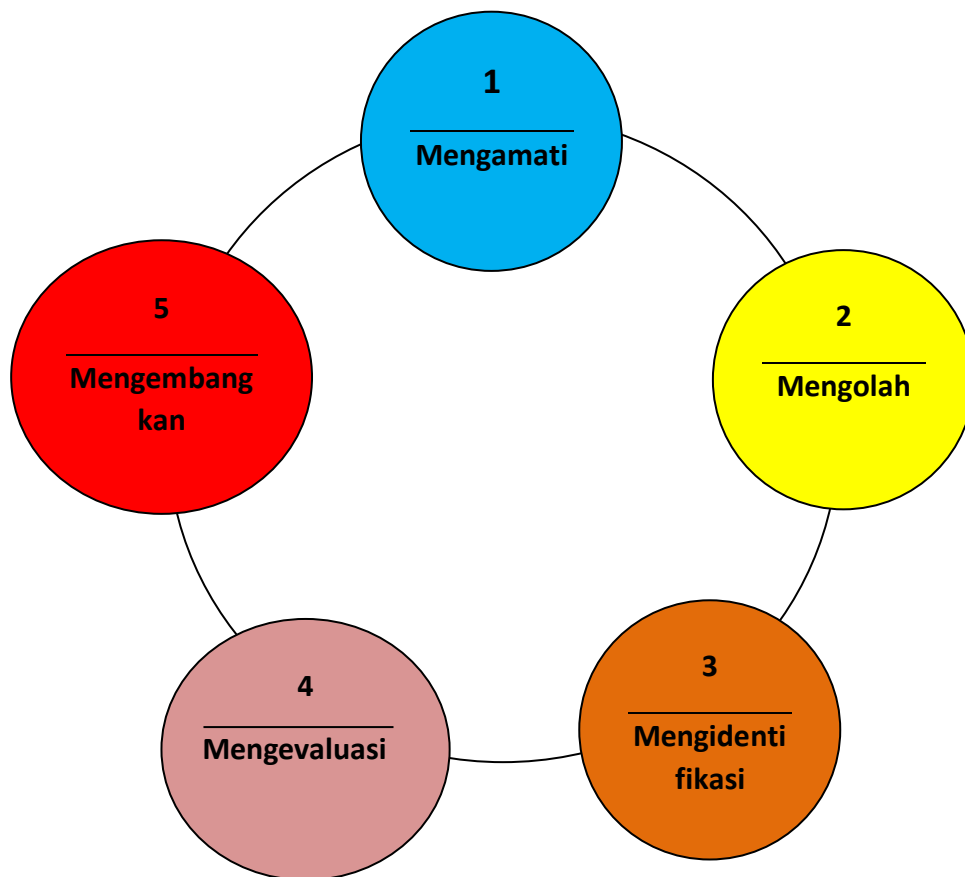 1
Mengamati
2
Mengolah
3
Mengidenti
fikasi
4
Mengevaluasi
5
Mengembang
kan